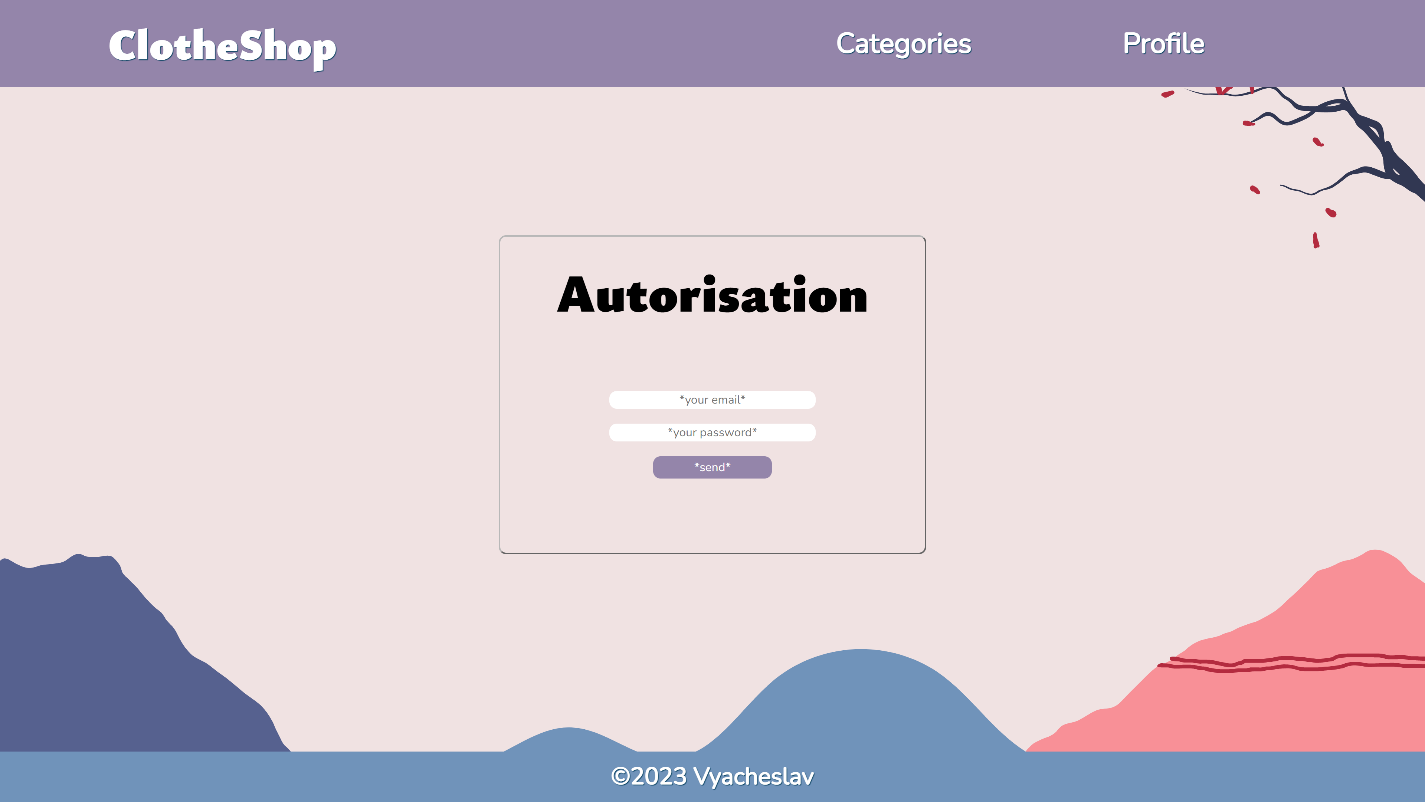 ClotheShop Categories Profile
Autorisation
*your email*
*your password*
*send*
©2023 Vyacheslav